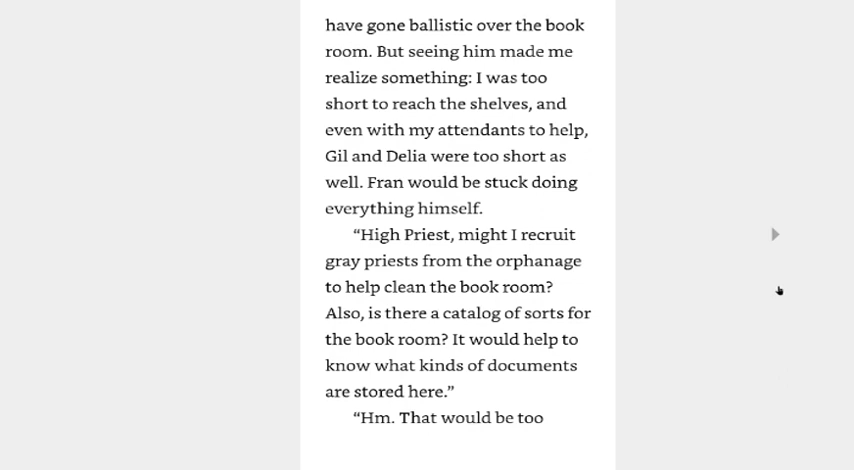 have gone ballistic over the book
room. But seeing him made me
realize something: I was too
short to reach the shelves, and
even with my attendants to help,
Gil and Delia were too short as
well. Fran would be stuck doing
everything himself.
“High Priest, might I recruit
gray priests from the orphanage
to help clean the book room?
Also, is there a catalog of sorts for
the book room? It would help to
know what kinds of documents
are stored here.”
“Hm. That would be too